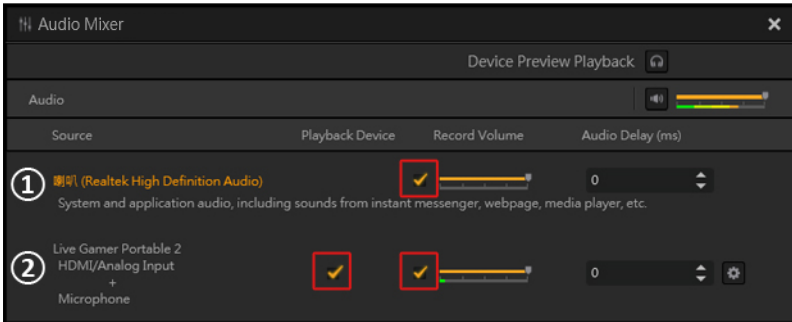 Audio Mixer
Device Preview Playback
Audio
Source Playback Device Record Volume Audio Delay (ms)
① 喇叭 (Realtek High Definition Audio) 0
System and application audio, including sounds from instant messenger, webpage, media player, etc.
Live Gamer Portable 2
② HDMI/Analog Input 0
+
Microphone